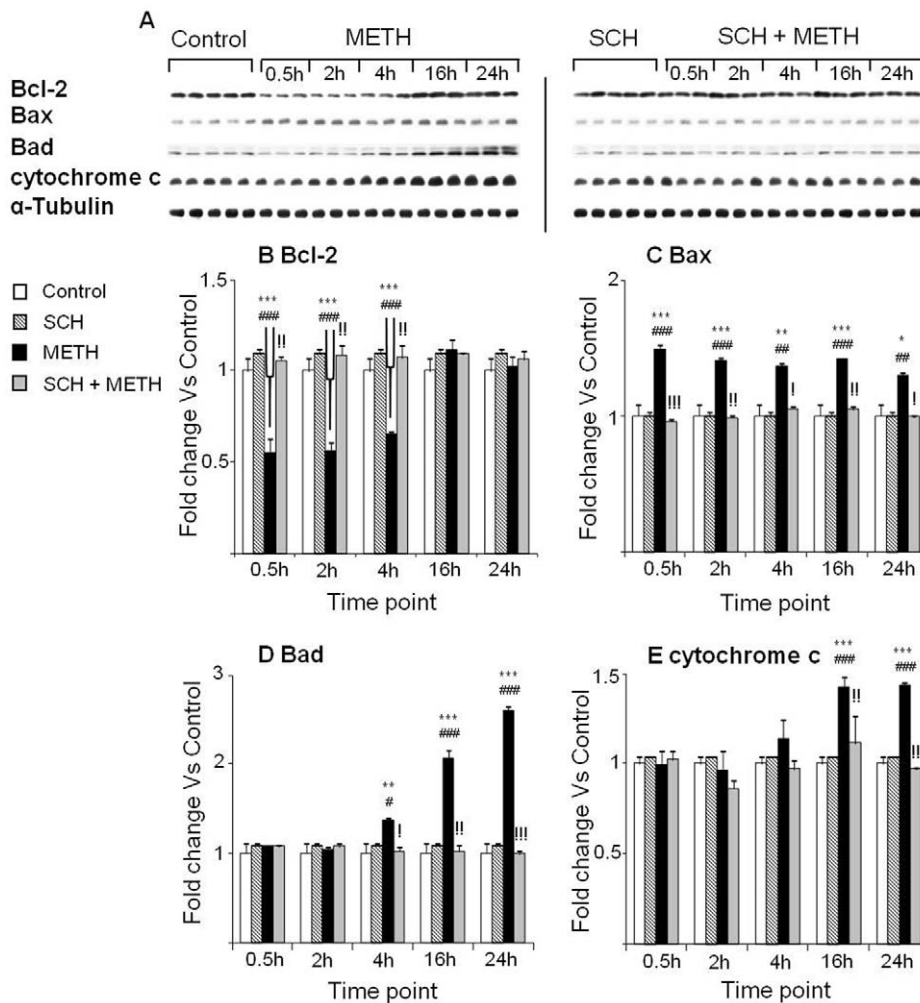 A
Control METH SCH SCH + METH
0.5h 2h 4h 16h 24h 0.5h 2h 4h 16h 24h
Bcl-2
Bax
Bad
cytochrome c
α-Tubulin
Control
SCH
METH
SCH + METH
B Bcl-2
Fold change Vs Control
1.5
1
0.5
*** *** ***
### ### ###
!! !! !!
0.5h 2h 4h 16h 24h
Time point
C Bax
Fold change Vs Control
2
1
*** *** ** *** *
### ### ## ### ##
!!! !! ! !! !
0.5h 2h 4h 16h 24h
Time point
D Bad
Fold change Vs Control
3
2
1
** *** ***
# ### ###
! !! !!!
0.5h 2h 4h 16h 24h
Time point
E cytochrome c
Fold change Vs Control
1.5
1
0.5
*** ***
### ###
!! !!
0.5h 2h 4h 16h 24h
Time point